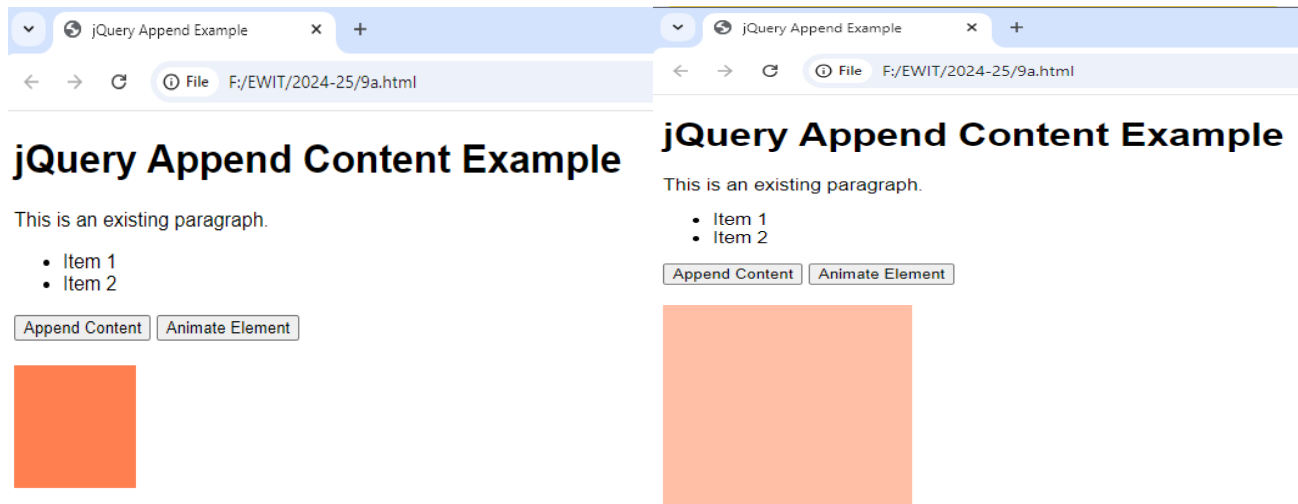 jQuery Append Example
File F:/EWIT/2024-25/9a.html
jQuery Append Content Example
This is an existing paragraph.
Item 1
Item 2
Append Content Animate Element
jQuery Append Example
File F:/EWIT/2024-25/9a.html
jQuery Append Content Example
This is an existing paragraph.
Item 1
Item 2
Append Content Animate Element